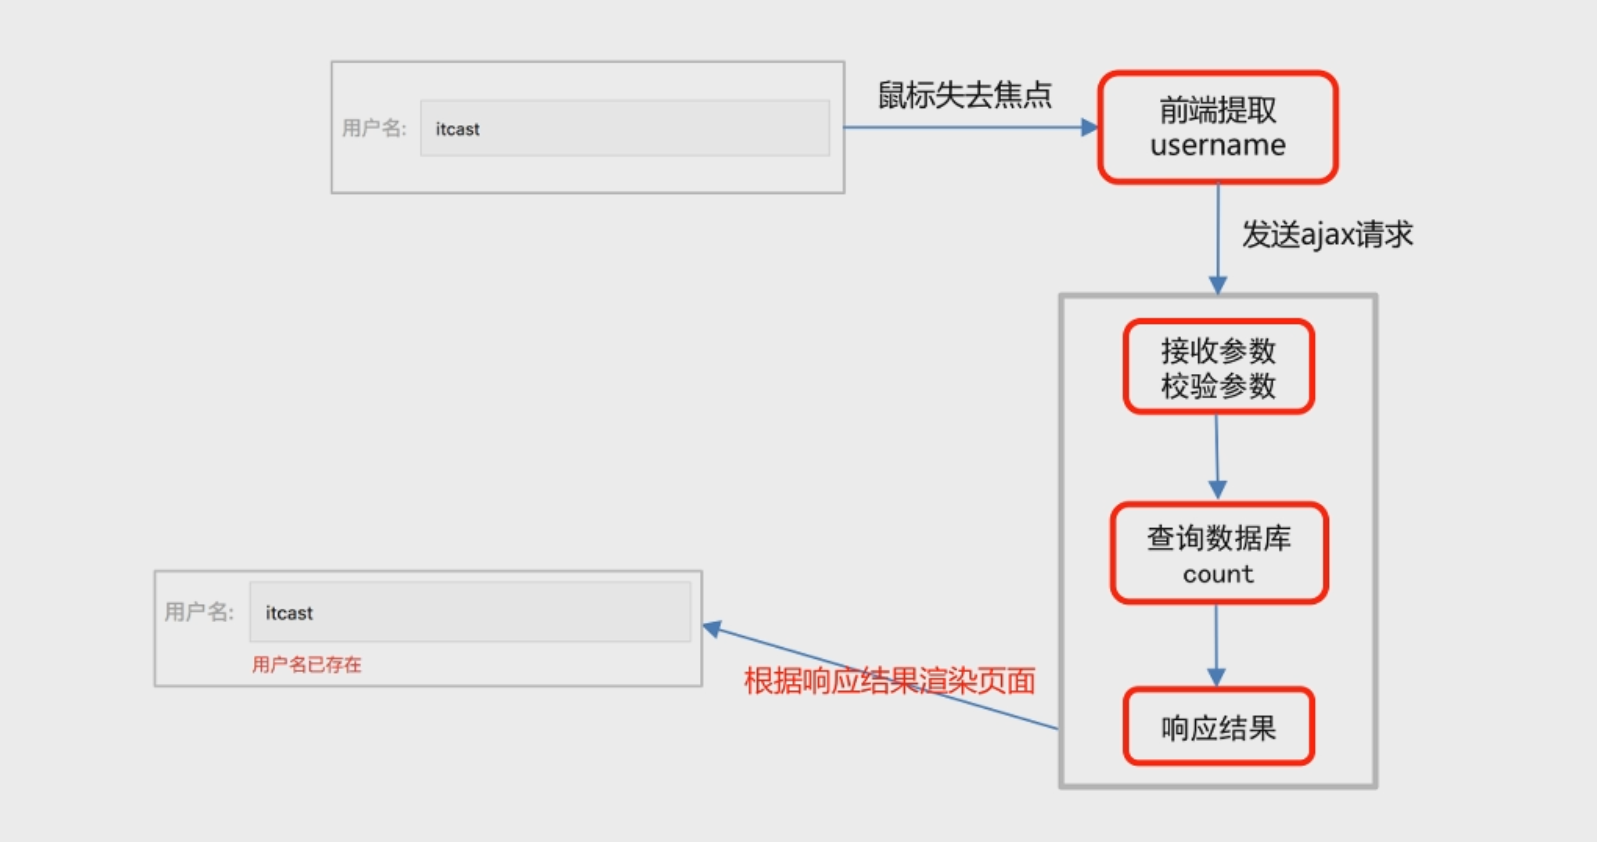 用户名:
itcast
鼠标失去焦点
前端提取
username
发送ajax请求
接收参数
校验参数
查询数据库
count
响应结果
根据响应结果渲染页面
用户名:
itcast
用户名已存在